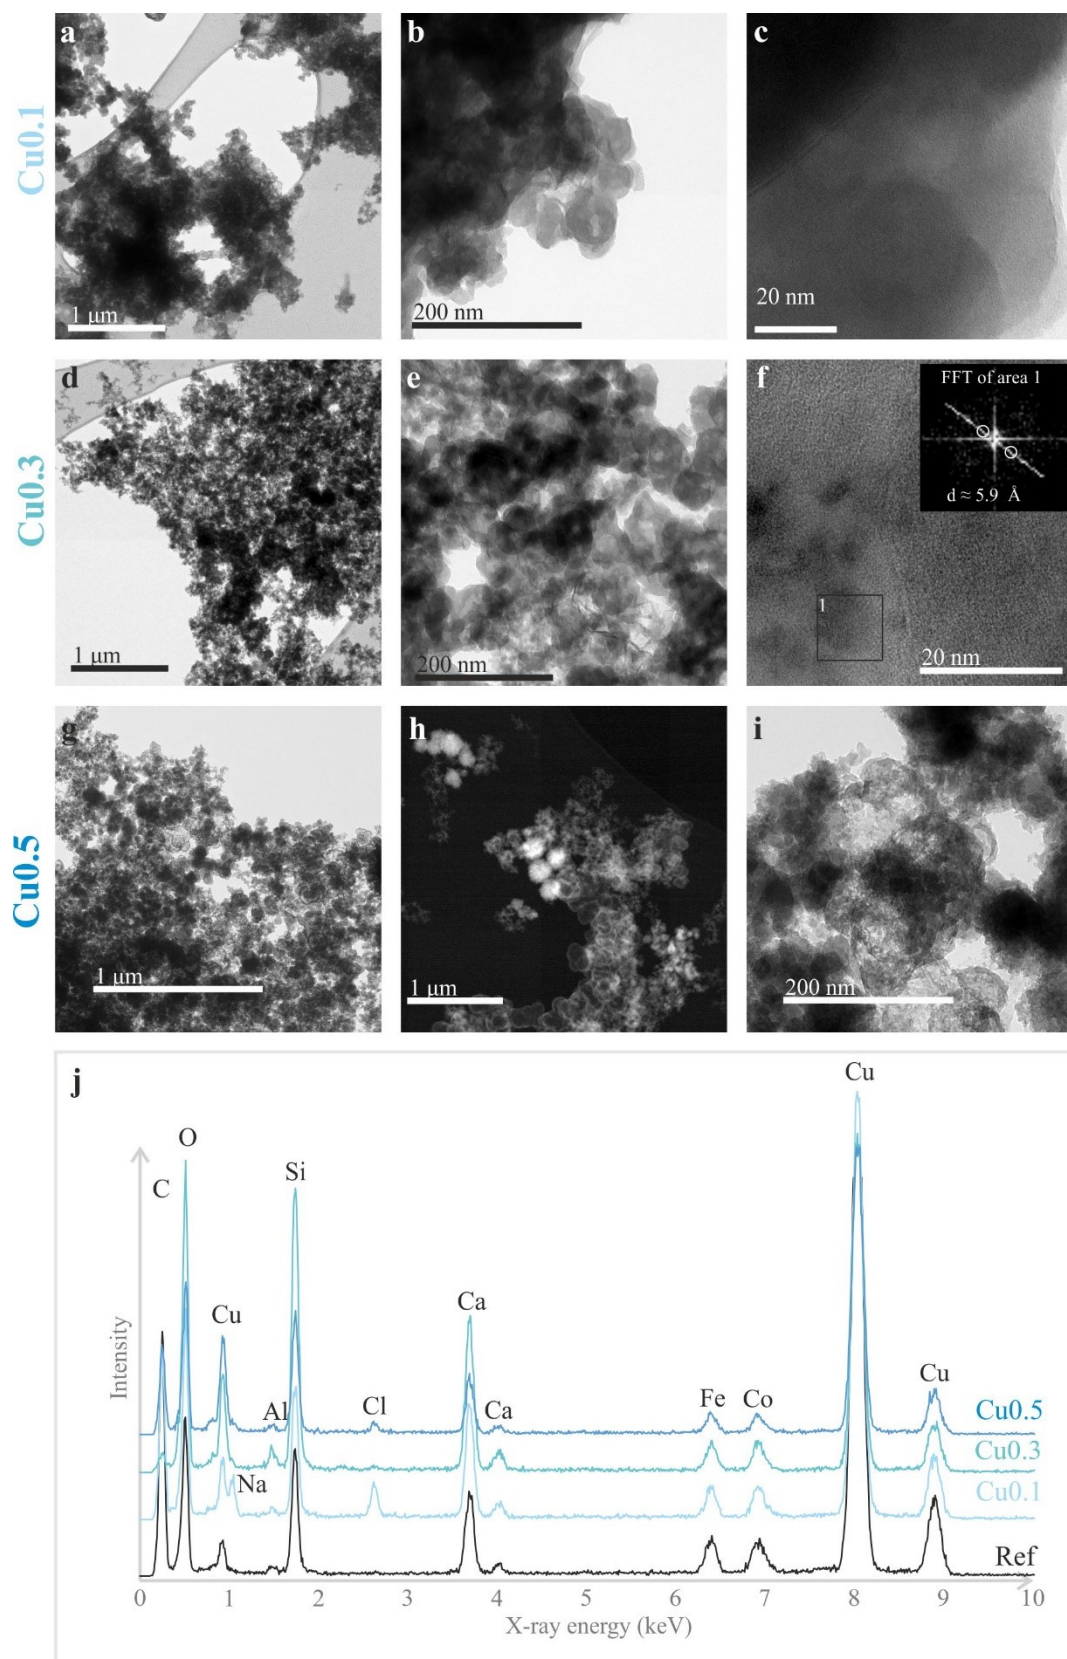 a
b
c
Cu0.1
1 μm
200 nm
20 nm
d
e
f
FFT of area 1
d ≈ 5.9 Å
Cu0.3
1
1 μm
200 nm
20 nm
g
h
i
Cu0.5
1 μm
1 μm
200 nm
j
Cu
O
C
Si
Cu
Ca
Intensity
Al
Cl
Ca
Fe
Co
Cu
Cu0.5
Cu0.3
Na
Cu0.1
Ref
0 1 2 3 4 5 6 7 8 9 10
X-ray energy (keV)